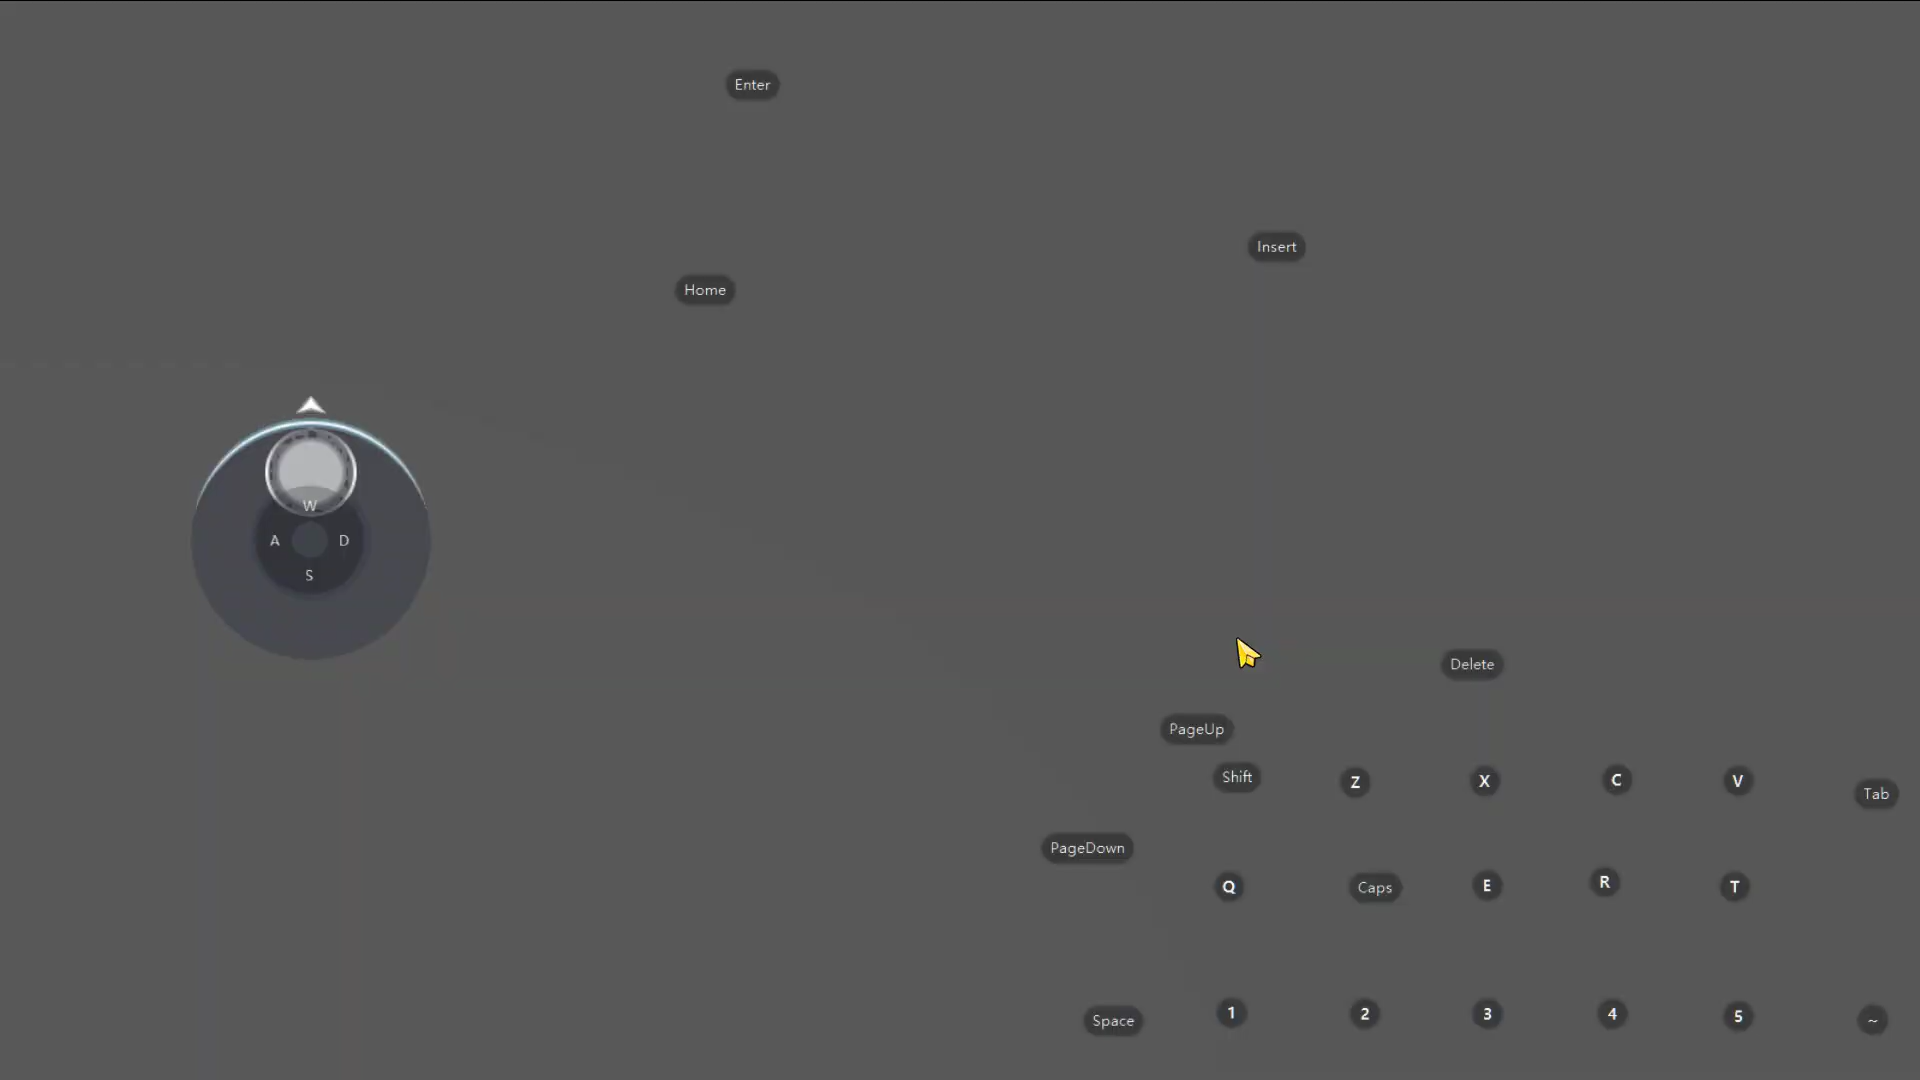 Enter
Insert
Home
W
A D
S
Delete
PageUp
Shift Z X C V Tab
PageDown
Q Caps E R T
Space 1 2 3 4 5 ~